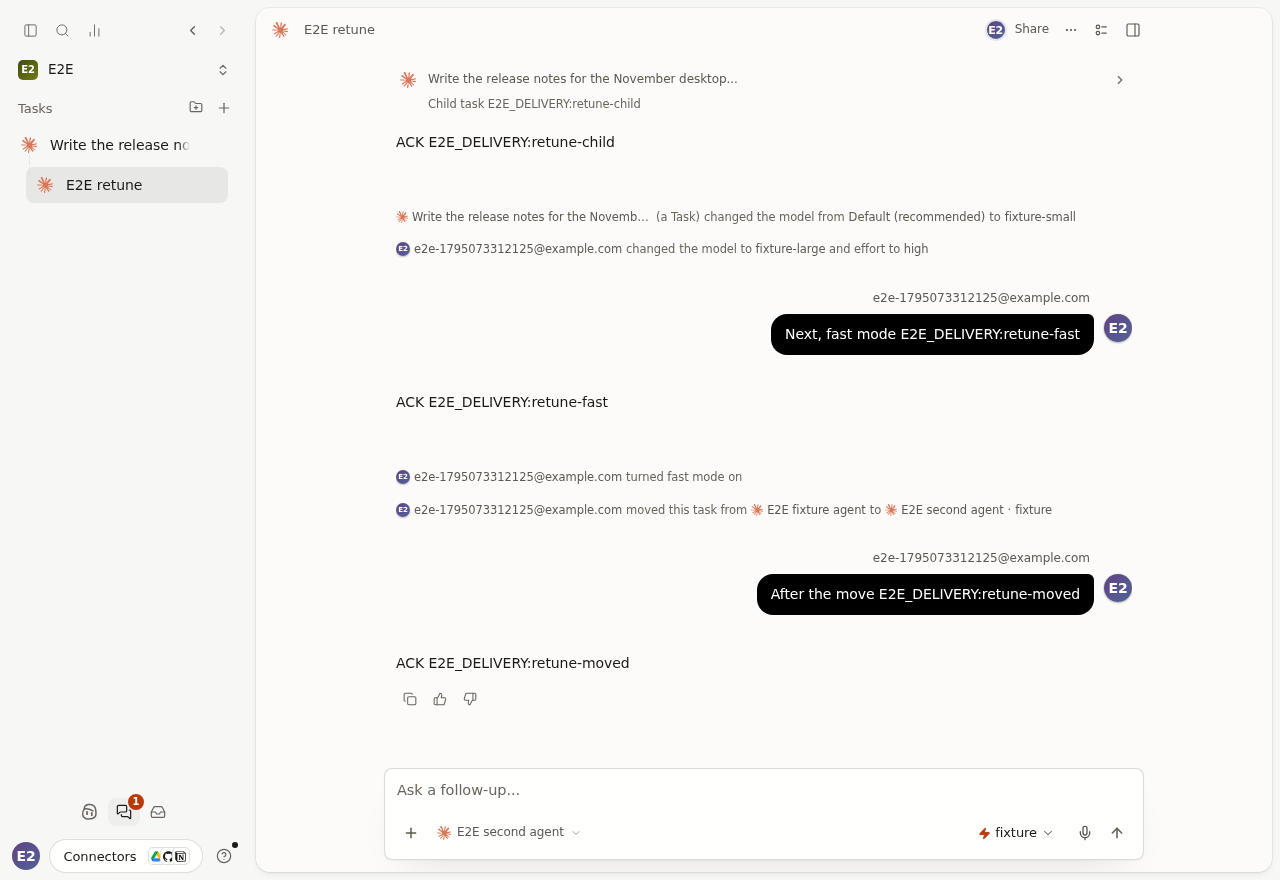 E2E retune
E2 Share
E2 E2E
Tasks
Write the release no
E2E retune
Write the release notes for the November desktop...
Child task E2E_DELIVERY:retune-child
ACK E2E_DELIVERY:retune-child
Write the release notes for the Novemb... (a Task) changed the model from Default (recommended) to fixture-small
E2 e2e-1795073312125@example.com changed the model to fixture-large and effort to high
e2e-1795073312125@example.com
Next, fast mode E2E_DELIVERY:retune-fast
E2
ACK E2E_DELIVERY:retune-fast
E2 e2e-1795073312125@example.com turned fast mode on
E2 e2e-1795073312125@example.com moved this task from E2E fixture agent to E2E second agent · fixture
e2e-1795073312125@example.com
After the move E2E_DELIVERY:retune-moved
E2
ACK E2E_DELIVERY:retune-moved
Ask a follow-up...
E2E second agent
fixture
1
E2 Connectors